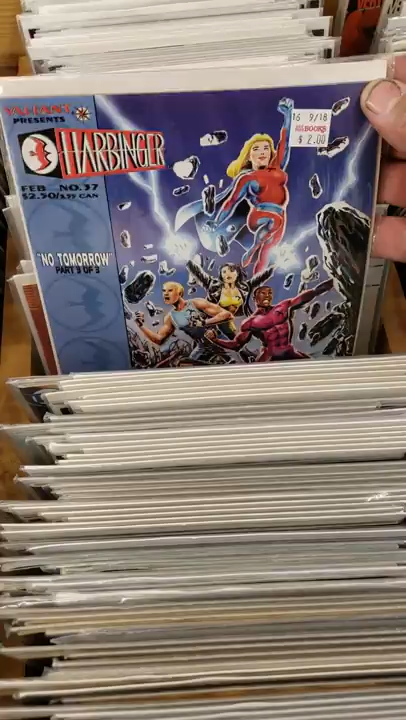 VALIANT
PRESENTS
HARBINGER
FEB NO. 37
$2.50/3.95 CAN
"NO TOMORROW"
PART 3 OF 3
16 9/18
BOOKS
$ 2.00